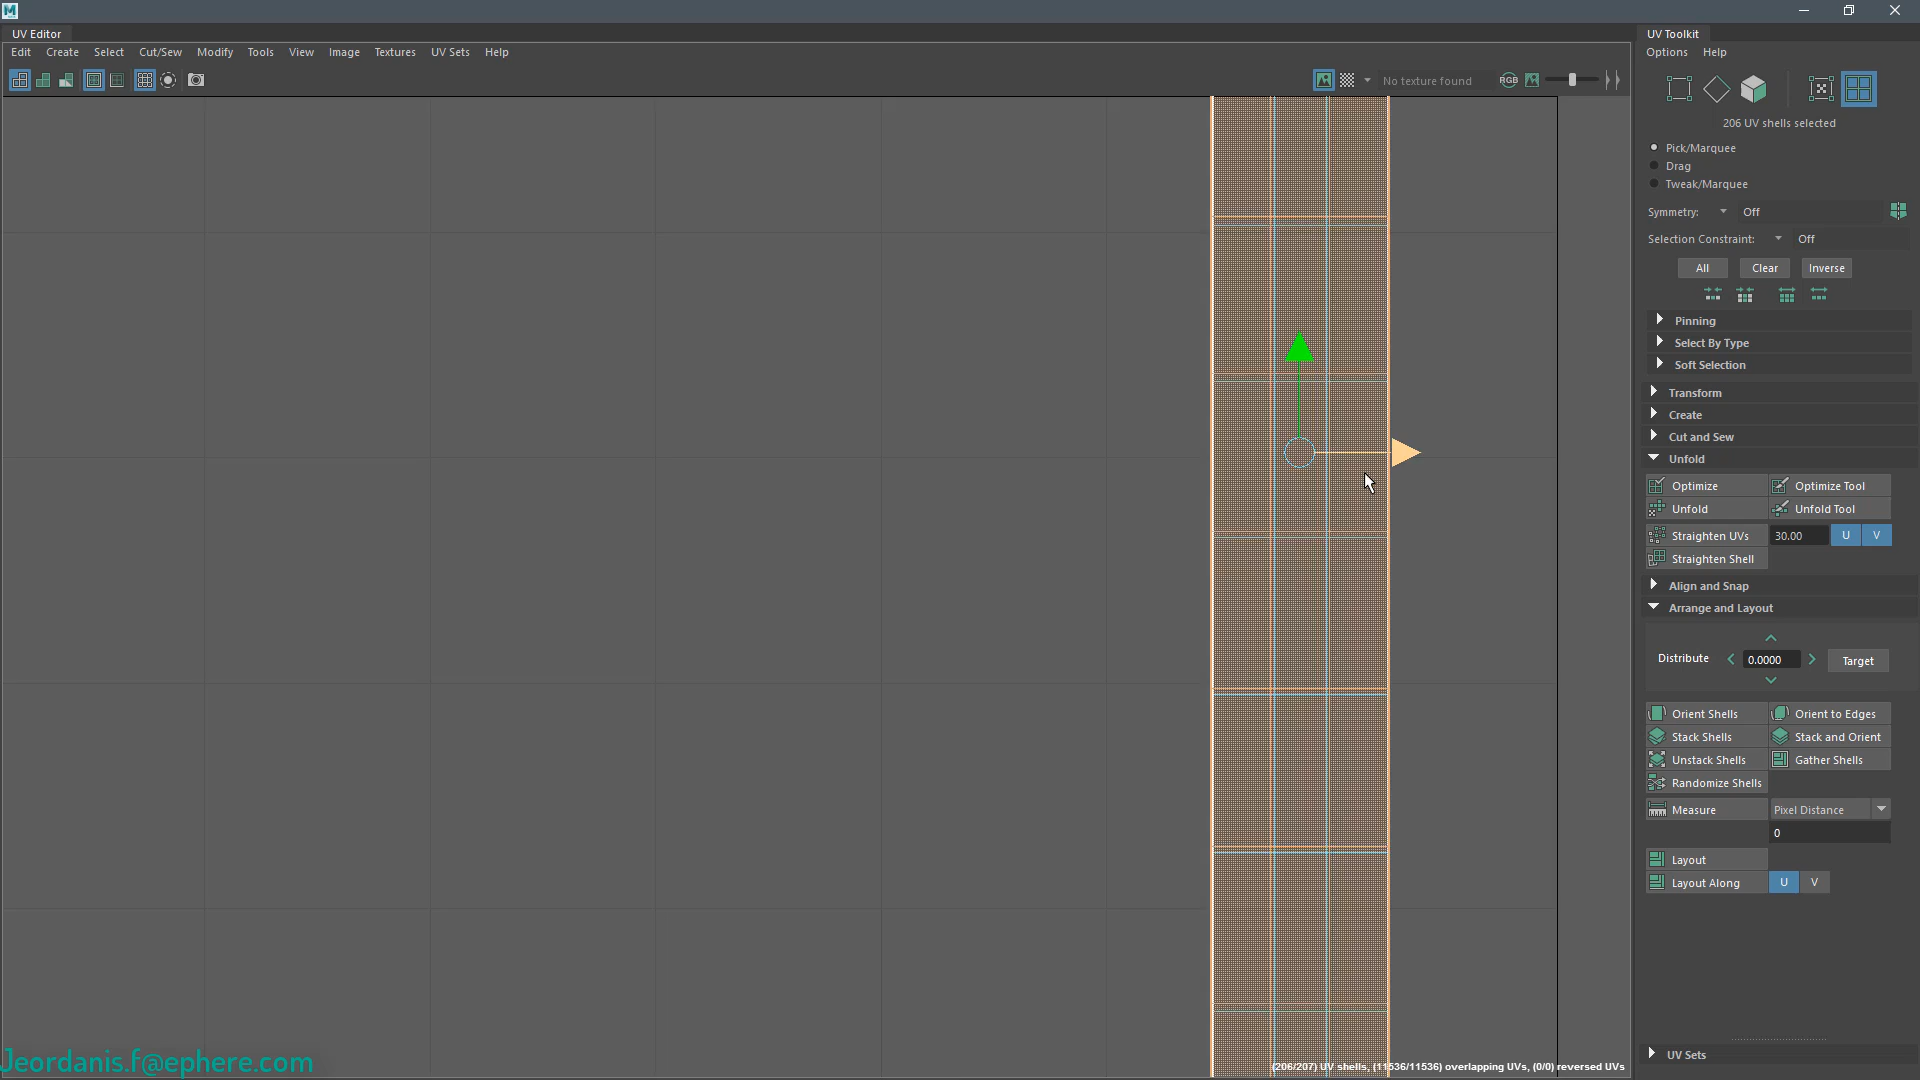 M
UV Editor
Edit Create Select Cut/Sew Modify Tools View Image Textures UV Sets Help
No texture found RGB
UV Toolkit
Options Help
206 UV shells selected
Pick/Marquee
Drag
Tweak/Marquee
Symmetry: Off
Selection Constraint: Off
All Clear Inverse
Pinning
Select By Type
Soft Selection
Transform
Create
Cut and Sew
Unfold
Optimize Optimize Tool
Unfold Unfold Tool
Straighten UVs 30.00 U V
Straighten Shell
Align and Snap
Arrange and Layout
Distribute 0.0000 Target
Orient Shells Orient to Edges
Stack Shells Stack and Orient
Unstack Shells Gather Shells
Randomize Shells
Measure Pixel Distance
0
Layout
Layout Along U V
UV Sets
Jeordanis.f@ephere.com
(206/207) UV shells, (11536/11536) overlapping UVs, (0/0) reversed UVs